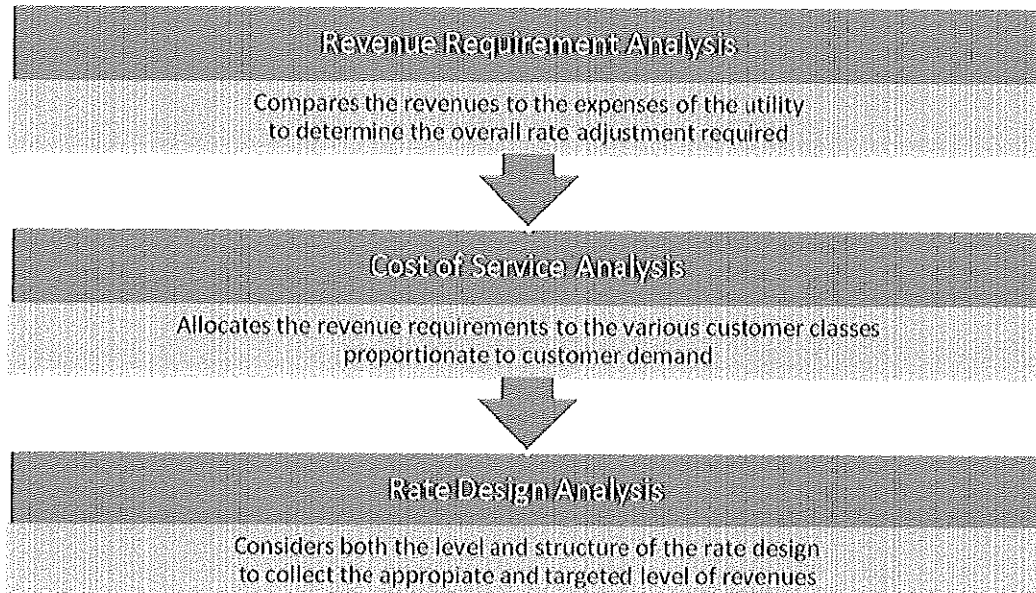 Revenue Requirement Analysis
Compares the revenues to the expenses of the utility
to determine the overall rate adjustment required
Cost of Service Analysis
Allocates the revenue requirements to the various customer classes
proportionate to customer demand
Rate Design Analysis
Considers both the level and structure of the rate design
to collect the appropiate and targeted level of revenues